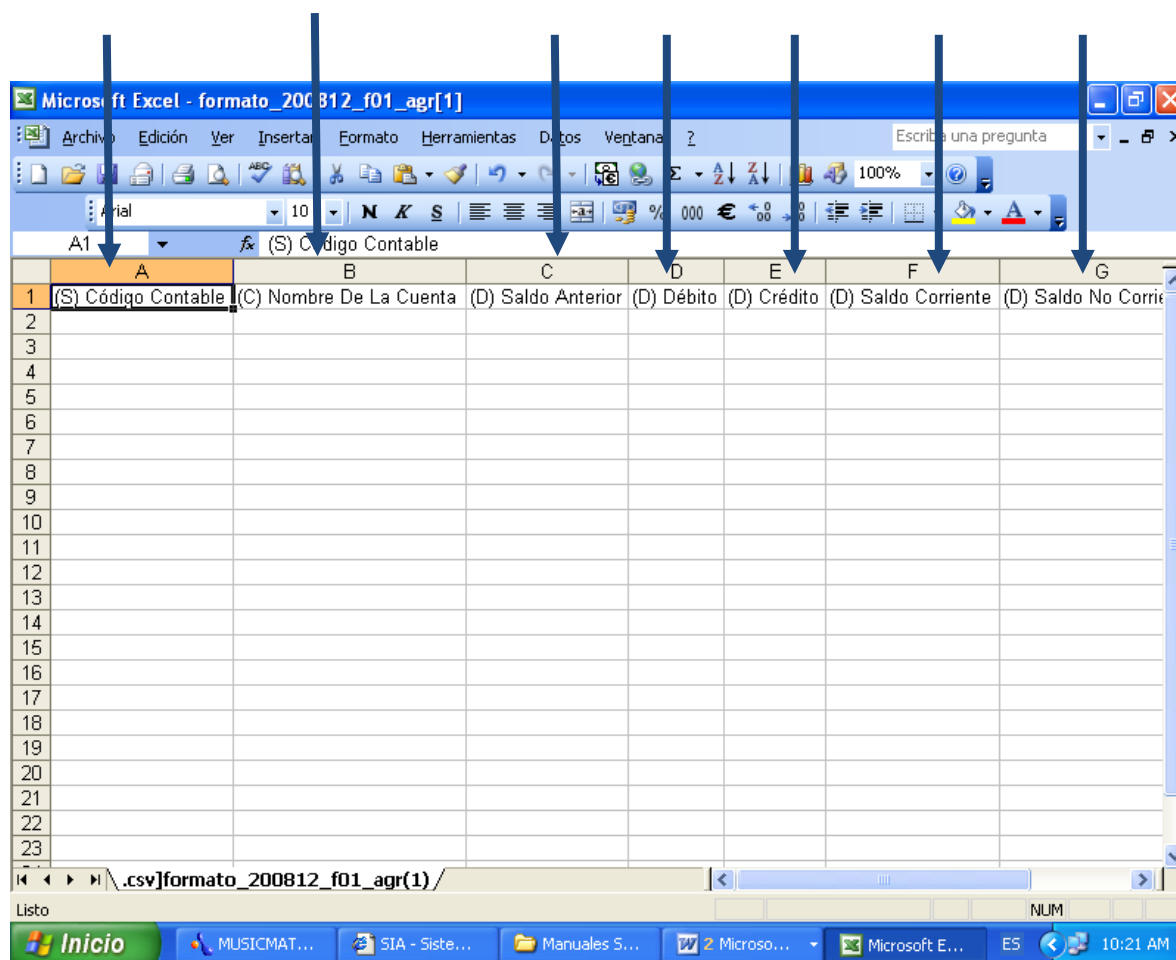 Microsoft Excel - formato_200812_f01_agr[1]
Archivo Edición Ver Insertar Formato Herramientas Datos Ventana ? Escriba una pregunta
ABC Σ A Z Z A 100%
Arial 10 N K S a % 000 €
A1 fx (S) Código Contable
A B C D E F G
1 (S) Código Contable (C) Nombre De La Cuenta (D) Saldo Anterior (D) Débito (D) Crédito (D) Saldo Corriente (D) Saldo No Corrie
2
3
4
5
6
7
8
9
10
11
12
13
14
15
16
17
18
19
20
21
22
23
.csv]formato_200812_f01_agr(1)
Listo NUM
Inicio MUSICMAT... SIA - Siste... Manuales S... 2 Microso... Microsoft E... ES 10:21 AM